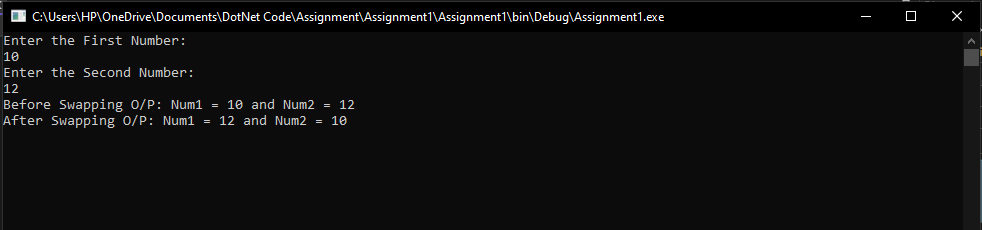 C:\Users\HP\OneDrive\Documents\DotNet Code\Assignment\Assignment1\Assignment1\bin\Debug\Assignment1.exe
Enter the First Number:
10
Enter the Second Number:
12
Before Swapping O/P: Num1 = 10 and Num2 = 12
After Swapping O/P: Num1 = 12 and Num2 = 10